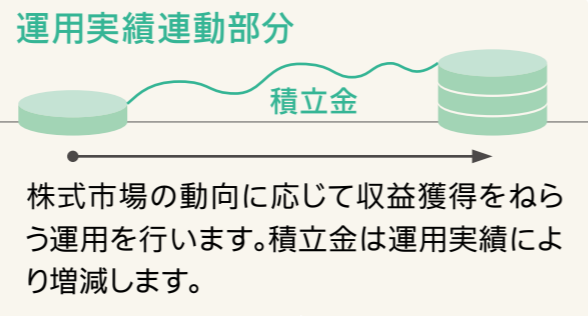 運用実績連動部分
積立金
株式市場の動向に応じて収益獲得をねら
う運用を行います。積立金は運用実績によ
り増減します。